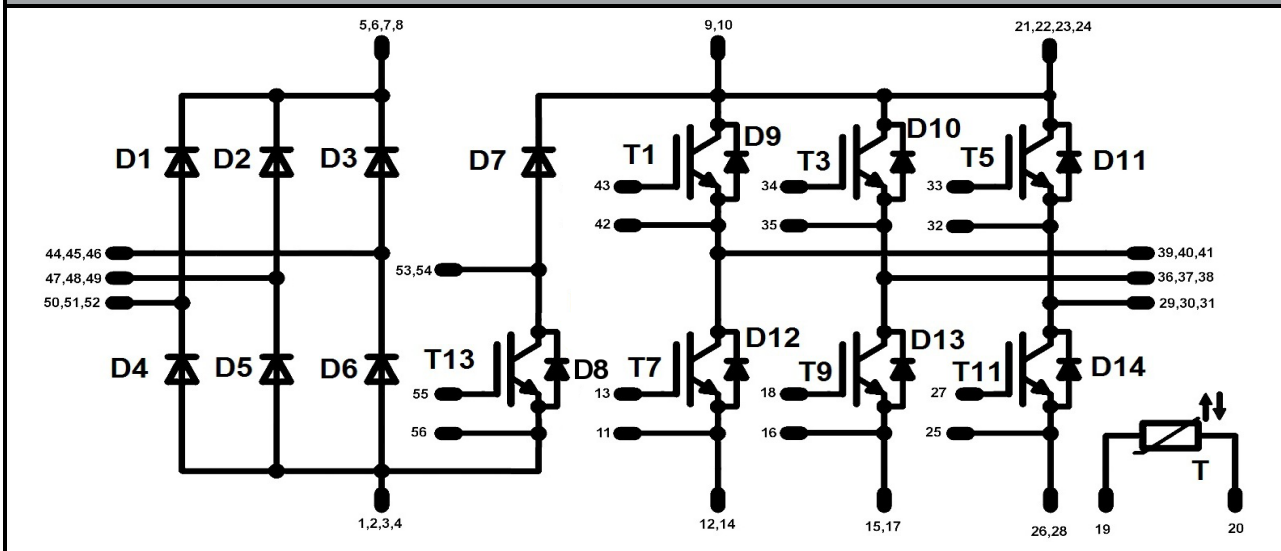 5,6,7,8
9,10
21,22,23,24
D1
D2
D3
D7
T1
D9
T3
D10
T5
D11
43
34
33
42
35
32
44,45,46
47,48,49
50,51,52
53,54
39,40,41
36,37,38
29,30,31
D4
D5
D6
T13
D8
T7
D12
T9
D13
T11
D14
55
13
18
27
56
11
16
25
T
1,2,3,4
12,14
15,17
26,28
19
20